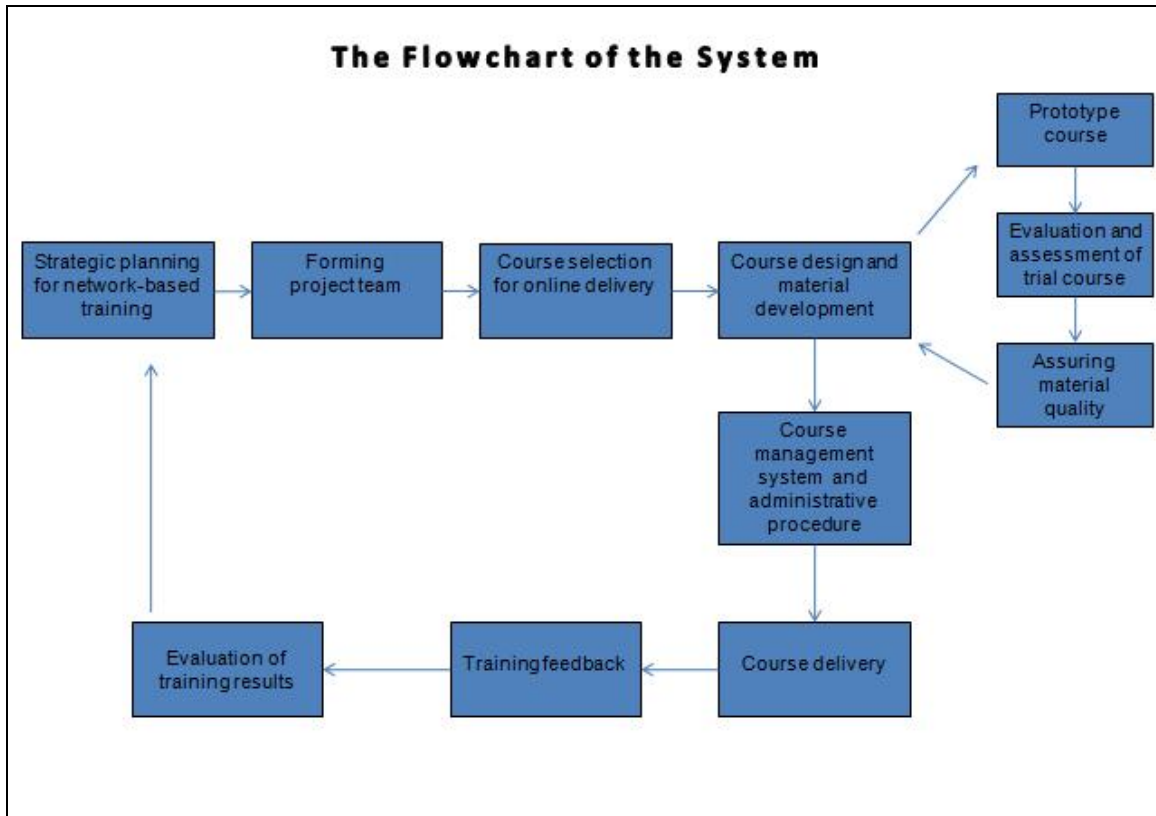 The Flowchart of the System
Prototype
course
Strategic planning
for network-based
training
Forming
project team
Course selection
for online delivery
Course design and
material
development
Evaluation and
assessment of
trial course
Assuring
material
quality
Course
management
system and
administrative
procedure
Evaluation of
training results
Training feedback
Course delivery